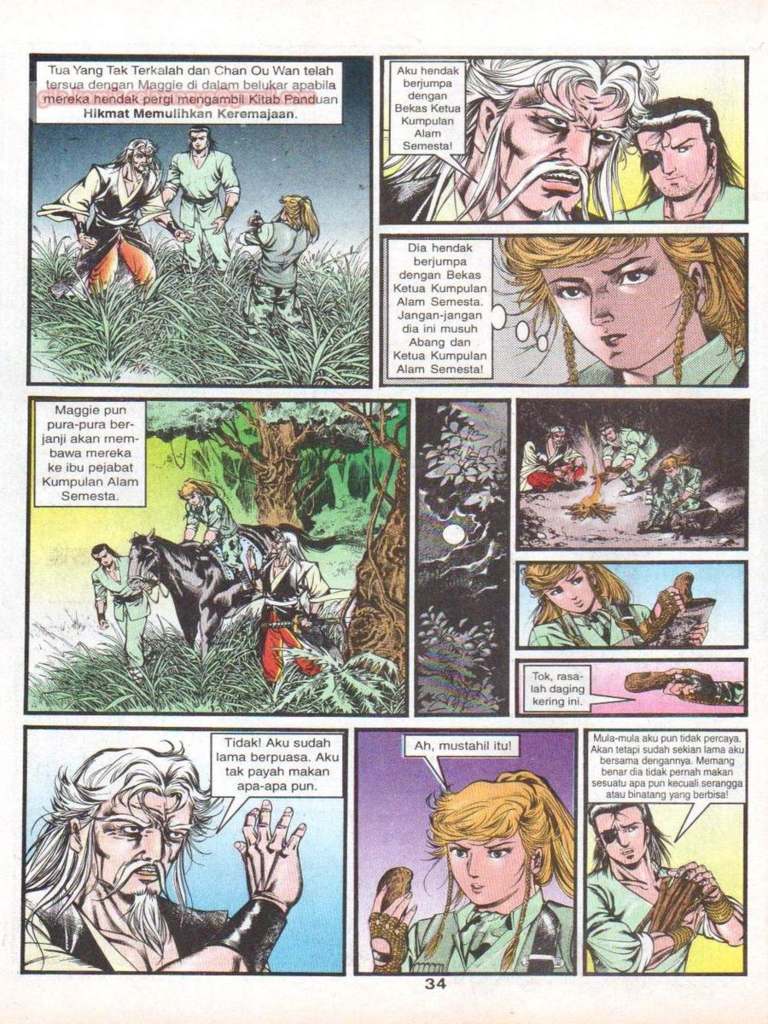 Tua Yang Tak Terkalah dan Chan Ou Wan telah
tersua dengan Maggie di dalam belukar apabila
mereka hendak pergi mengambil Kitab Panduan
Hikmat Memulihkan Keremajaan.
Aku hendak
berjumpa
dengan
Bekas Ketua
Kumpulan
Alam
Semesta!
Dia hendak
berjumpa
dengan Bekas
Ketua Kumpulan
Alam Semesta.
Jangan-jangan
dia ini musuh
Abang dan
Ketua Kumpulan
Alam Semesta!
Maggie pun
pura-pura ber-
janji akan mem-
bawa mereka
ke ibu pejabat
Kumpulan Alam
Semesta.
Tok, rasa-
lah daging
kering ini.
Tidak! Aku sudah
lama berpuasa. Aku
tak payah makan
apa-apa pun.
Ah, mustahil itu!
Mula-mula aku pun tidak percaya.
Akan tetapi sudah sekian lama aku
bersama dengannya. Memang
benar dia tidak pernah makan
sesuatu apa pun kecuali serangga
atau binatang yang berbisa!
34